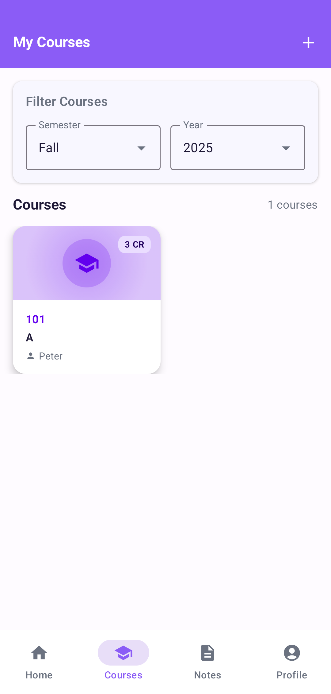 My Courses
Filter Courses
Semester
Year
Fall
2025
Courses
1 courses
3 CR
101
A
Peter
Home
Courses
Notes
Profile